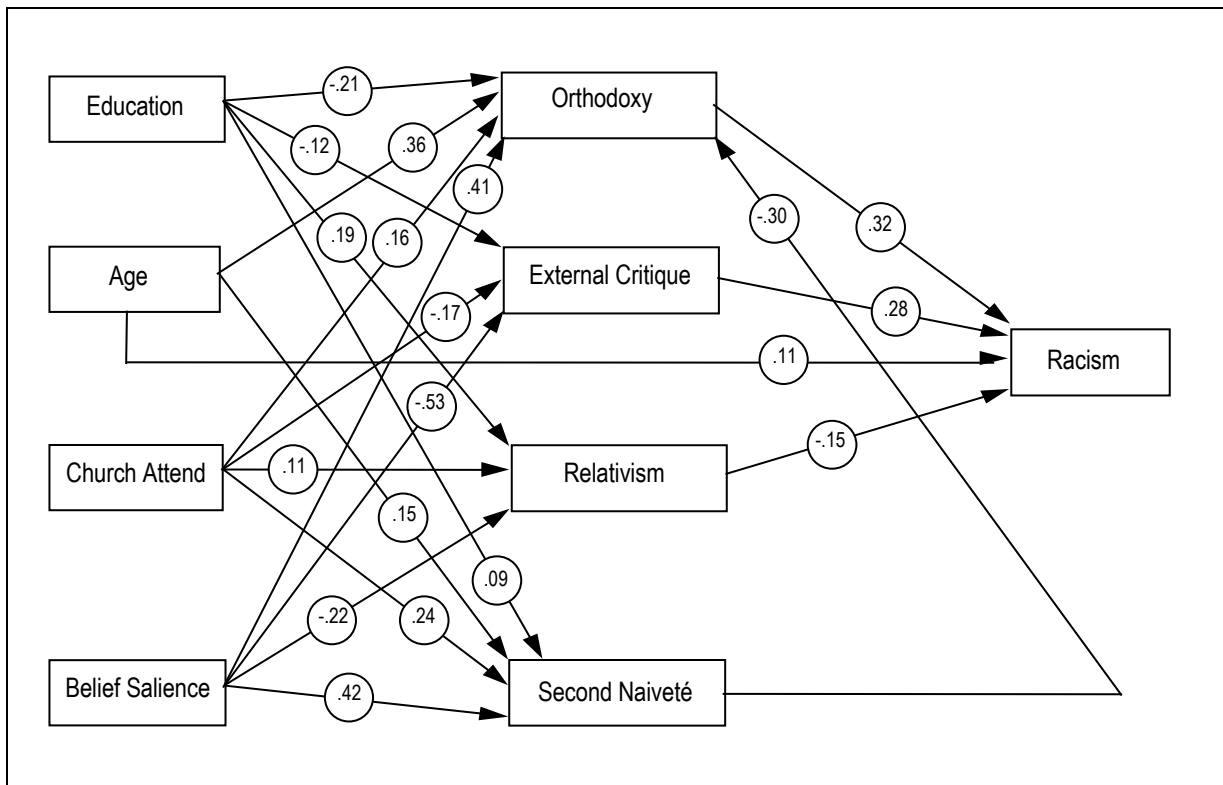 Education
-.21
Orthodoxy
-.12
.36
.41
.19
.16
-.30
.32
Age
External Critique
-.17
.28
.11
Racism
-.53
-.15
Church Attend
.11
Relativism
.15
.09
-.22
.24
Belief Salience
.42
Second Naiveté